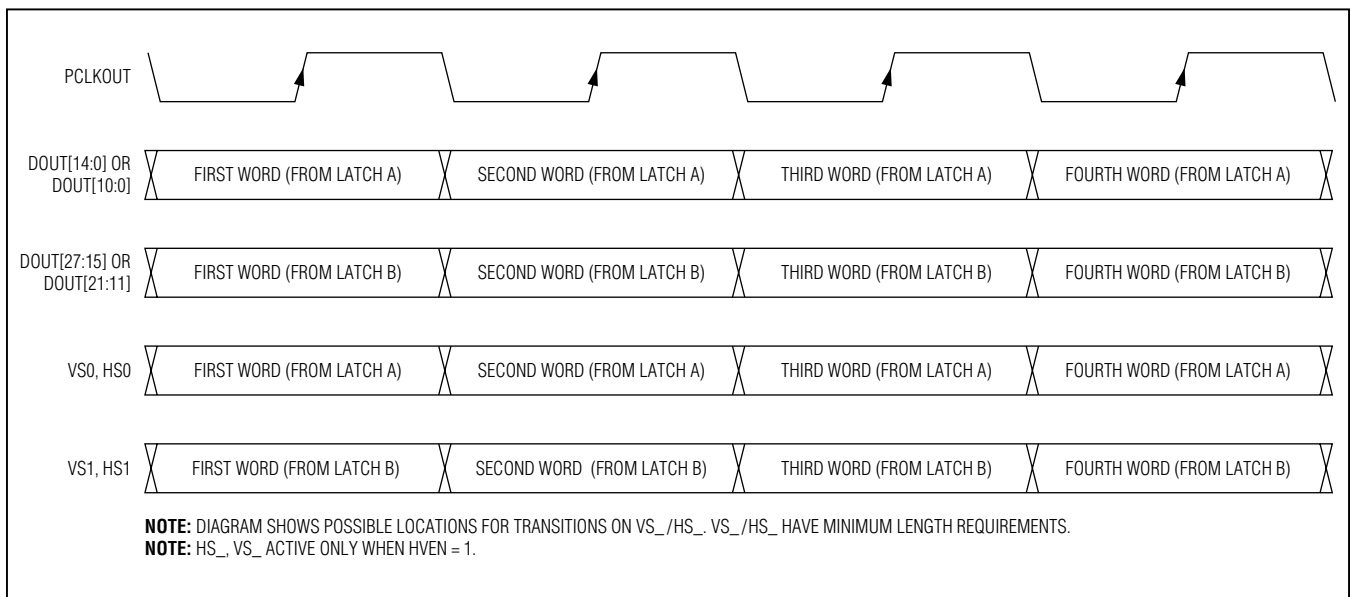 PCLKOUT
DOUT[14:0] OR
DOUT[10:0]
FIRST WORD (FROM LATCH A) SECOND WORD (FROM LATCH A) THIRD WORD (FROM LATCH A) FOURTH WORD (FROM LATCH A)
DOUT[27:15] OR
DOUT[21:11]
FIRST WORD (FROM LATCH B) SECOND WORD (FROM LATCH B) THIRD WORD (FROM LATCH B) FOURTH WORD (FROM LATCH B)
VS0, HS0 FIRST WORD (FROM LATCH A) SECOND WORD (FROM LATCH A) THIRD WORD (FROM LATCH A) FOURTH WORD (FROM LATCH A)
VS1, HS1 FIRST WORD (FROM LATCH B) SECOND WORD (FROM LATCH B) THIRD WORD (FROM LATCH B) FOURTH WORD (FROM LATCH B)
NOTE: DIAGRAM SHOWS POSSIBLE LOCATIONS FOR TRANSITIONS ON VS_/HS_. VS_/HS_ HAVE MINIMUM LENGTH REQUIREMENTS.
NOTE: HS_, VS_ ACTIVE ONLY WHEN HVEN = 1.